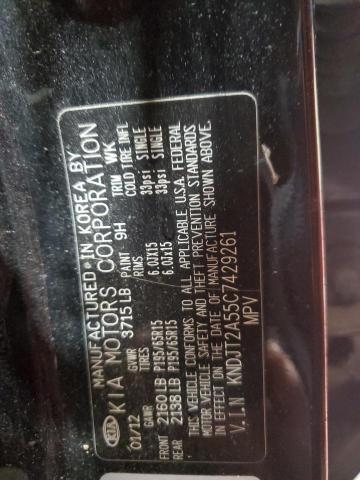 MANUFACTURED IN KOREA BY:
KIA KIA MOTORS CORPORATION
01/12 GVWR 3715 LB PAINT 9H TRIM WK
GAWR TIRES RIMS COLD TIRE INFL
FRONT 2160 LB P195/65R15 6.0JX15 33psi SINGLE
REAR 2138 LB P195/65R15 6.0JX15 33psi SINGLE
THIS VEHICLE CONFORMS TO ALL APPLICABLE U.S.A. FEDERAL
MOTOR VEHICLE SAFETY AND THEFT PREVENTION STANDARDS
IN EFFECT ON THE DATE OF MANUFACTURE SHOWN ABOVE.
V.I.N KNDJT2A55C7429261
MPV